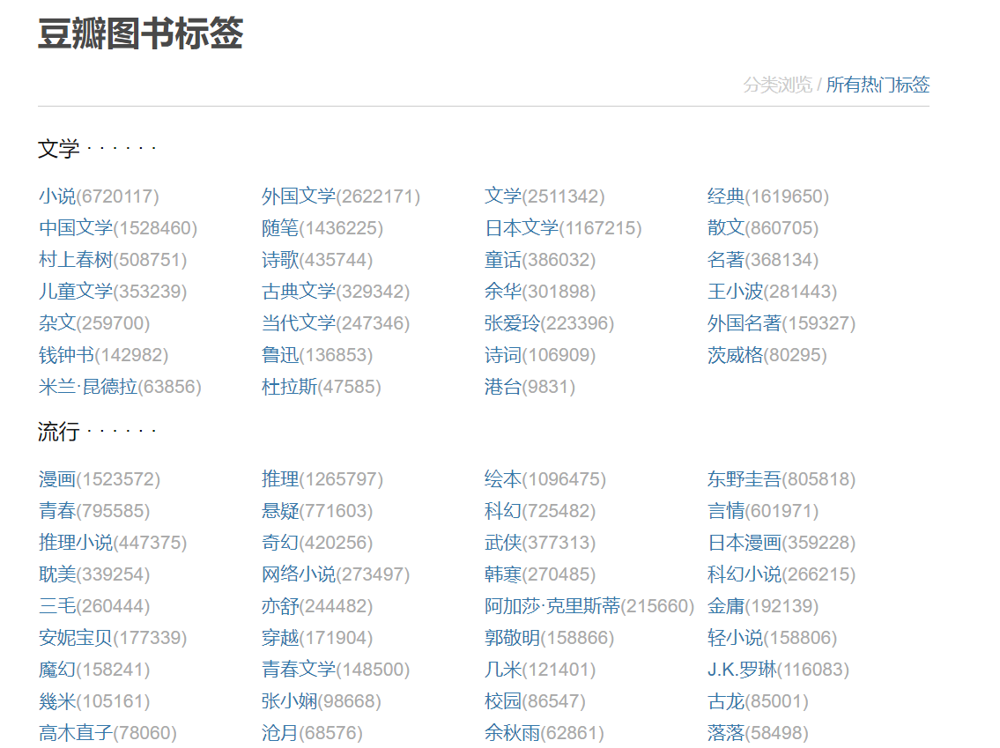 豆瓣图书标签
分类浏览 / 所有热门标签
文学 · · · · · ·
小说(6720117) 外国文学(2622171) 文学(2511342) 经典(1619650)
中国文学(1528460) 随笔(1436225) 日本文学(1167215) 散文(860705)
村上春树(508751) 诗歌(435744) 童话(386032) 名著(368134)
儿童文学(353239) 古典文学(329342) 余华(301898) 王小波(281443)
杂文(259700) 当代文学(247346) 张爱玲(223396) 外国名著(159327)
钱钟书(142982) 鲁迅(136853) 诗词(106909) 茨威格(80295)
米兰·昆德拉(63856) 杜拉斯(47585) 港台(9831)
流行 · · · · · ·
漫画(1523572) 推理(1265797) 绘本(1096475) 东野圭吾(805818)
青春(795585) 悬疑(771603) 科幻(725482) 言情(601971)
推理小说(447375) 奇幻(420256) 武侠(377313) 日本漫画(359228)
耽美(339254) 网络小说(273497) 韩寒(270485) 科幻小说(266215)
三毛(260444) 亦舒(244482) 阿加莎·克里斯蒂(215660) 金庸(192139)
安妮宝贝(177339) 穿越(171904) 郭敬明(158866) 轻小说(158806)
魔幻(158241) 青春文学(148500) 几米(121401) J.K.罗琳(116083)
幾米(105161) 张小娴(98668) 校园(86547) 古龙(85001)
高木直子(78060) 沧月(68576) 余秋雨(62861) 落落(58498)